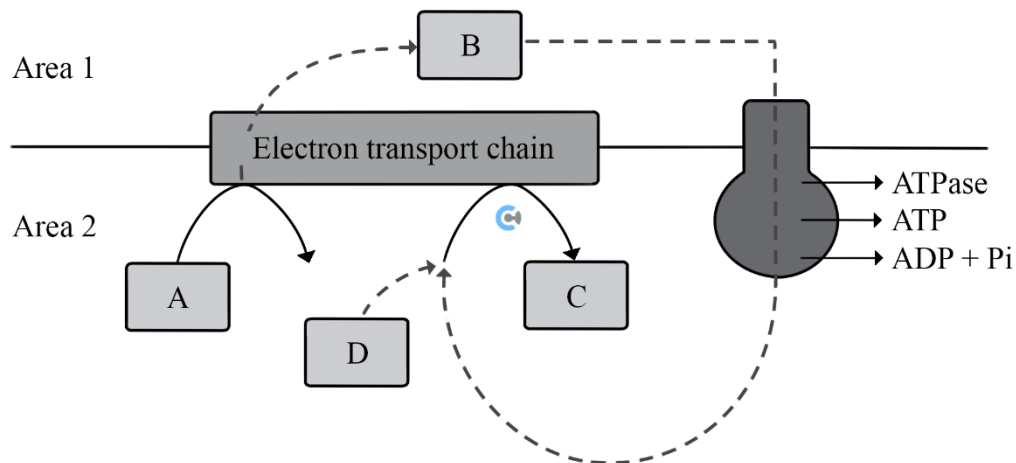 B
Area 1
Electron transport chain
ATPase
Area 2
ATP
ADP + Pi
A
C
D